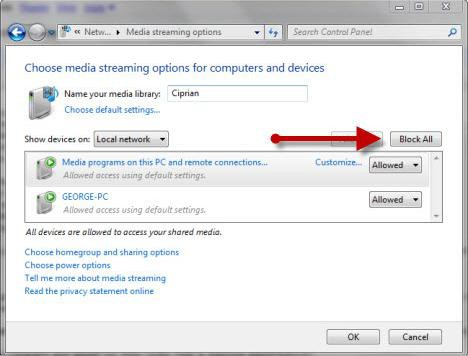 « Netw... ▸ Media streaming options
Search Control Panel
Choose media streaming options for computers and devices
Name your media library: Ciprian
Choose default settings...
Show devices on: Local network
Block All
Media programs on this PC and remote connections... Customize... Allowed
Allowed access using default settings.
GEORGE-PC Allowed
Allowed access using default settings.
All devices are allowed to access your shared media.
Choose homegroup and sharing options
Choose power options
Tell me more about media streaming
Read the privacy statement online
OK Cancel